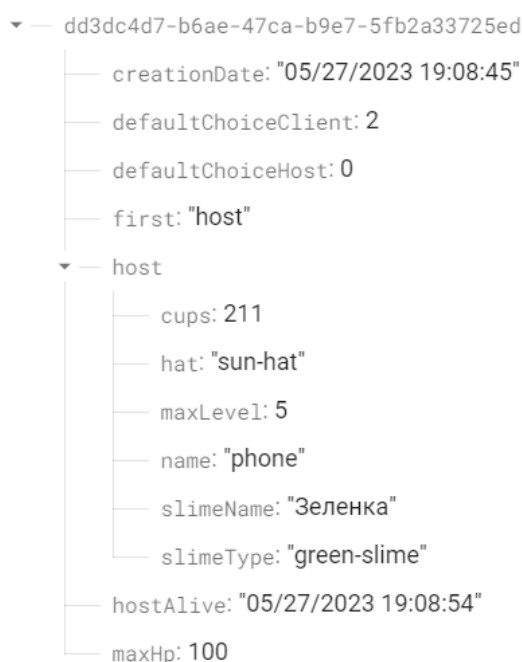 dd3dc4d7-b6ae-47ca-b9e7-5fb2a33725ed
creationDate: "05/27/2023 19:08:45"
defaultChoiceClient: 2
defaultChoiceHost: 0
first: "host"
host
cups: 211
hat: "sun-hat"
maxLevel: 5
name: "phone"
slimeName: "Зеленка"
slimeType: "green-slime"
hostAlive: "05/27/2023 19:08:54"
maxHp: 100